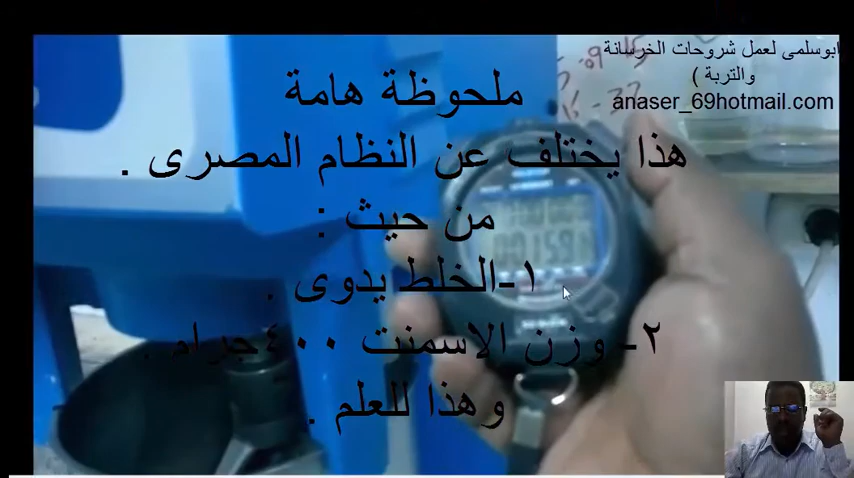 ابوسلمى لعمل شروحات الخرسانة
والتربة )
anaser_69hotmail.com
ملحوظة هامة
هذا يختلف عن النظام المصرى .
من حيث :
١-الخلط يدوى .
٢- وزن الاسمنت ٤٠٠جرام .
وهذا للعلم .